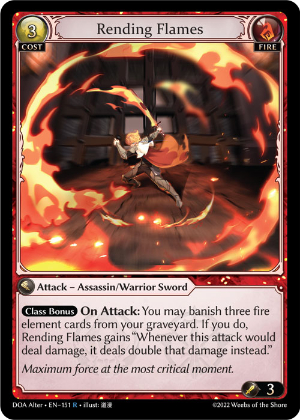 3
Rending Flames
COST
FIRE
Attack – Assassin/Warrior Sword
Class Bonus On Attack: You may banish three fire
element cards from your graveyard. If you do,
Rending Flames gains “Whenever this attack would
deal damage, it deals double that damage instead.”
Maximum force at the most critical moment.
3
DOA Alter • EN-151 R • illust: 湯漫
©2022 Weebs of the Shore